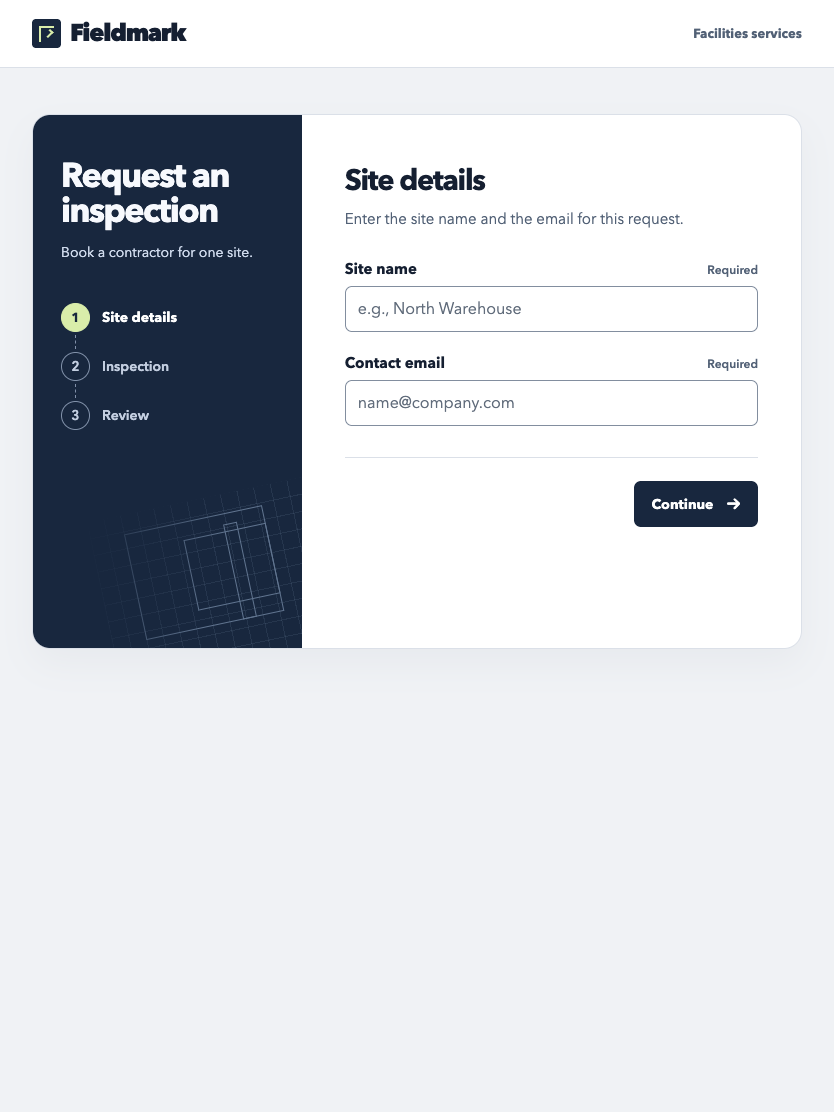 Fieldmark
Facilities services
Request an
inspection
Book a contractor for one site.
1 Site details
2 Inspection
3 Review
Site details
Enter the site name and the email for this request.
Site name Required
e.g., North Warehouse
Contact email Required
name@company.com
Continue →